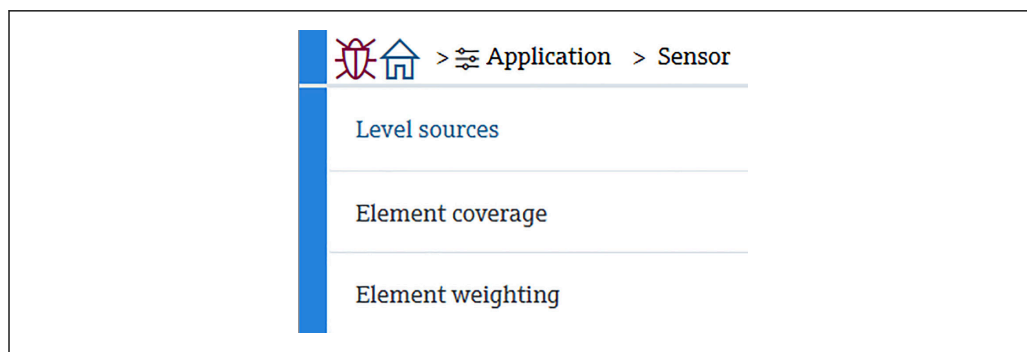 > Application > Sensor
Level sources
Element coverage
Element weighting